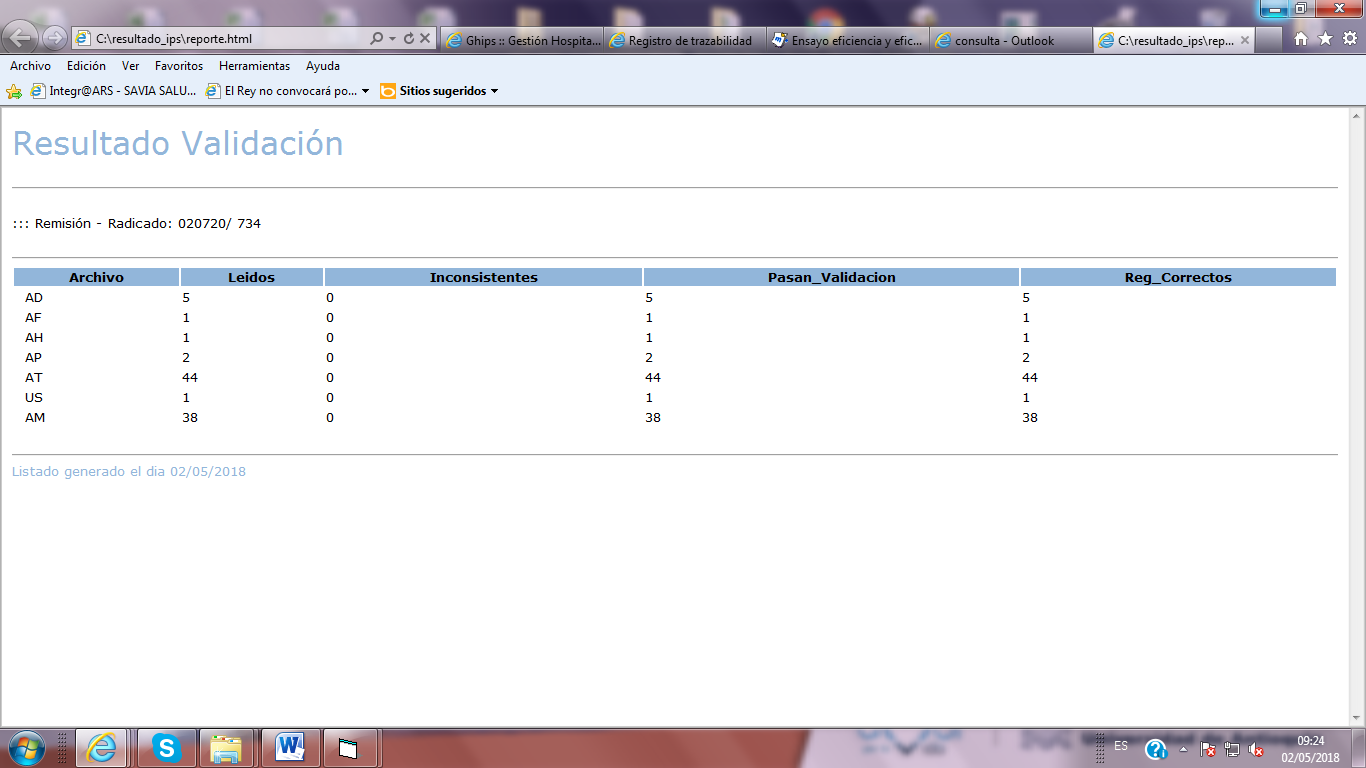 C:\resultado_ips\reporte.html
Ghips :: Gestión Hospita...
Registro de trazabilidad
Ensayo eficiencia y efic...
consulta - Outlook
C:\resultado_ips\rep...
Archivo Edición Ver Favoritos Herramientas Ayuda
Integr@ARS - SAVIA SALU... El Rey no convocará po... Sitios sugeridos
Resultado Validación
::: Remisión - Radicado: 020720/ 734
Archivo Leidos Inconsistentes Pasan_Validacion Reg_Correctos
AD 5 0 5 5
AF 1 0 1 1
AH 1 0 1 1
AP 2 0 2 2
AT 44 0 44 44
US 1 0 1 1
AM 38 0 38 38
Listado generado el dia 02/05/2018
ES
09:24
02/05/2018